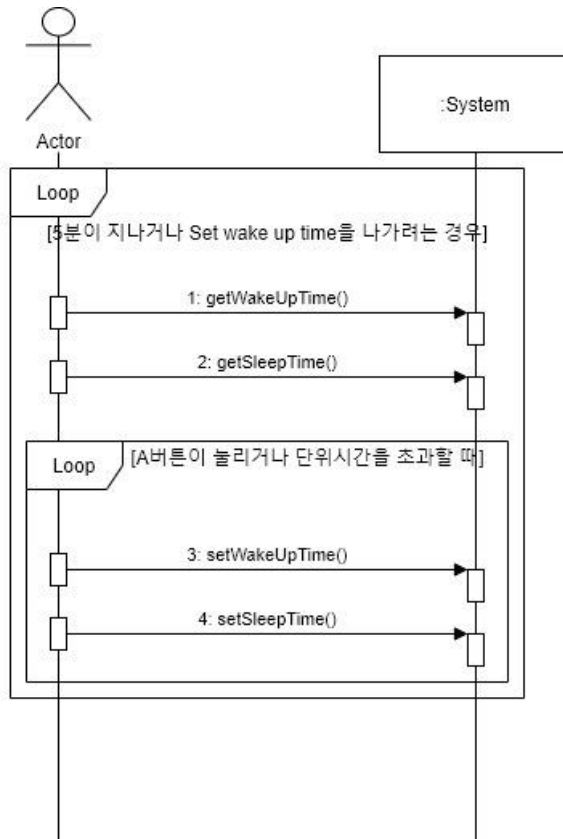 Actor
:System
Loop
[5분이 지나거나 Set wake up time을 나가려는 경우]
1: getWakeUpTime()
2: getSleepTime()
Loop
[A버튼이 눌리거나 단위시간을 초과할 때]
3: setWakeUpTime()
4: setSleepTime()